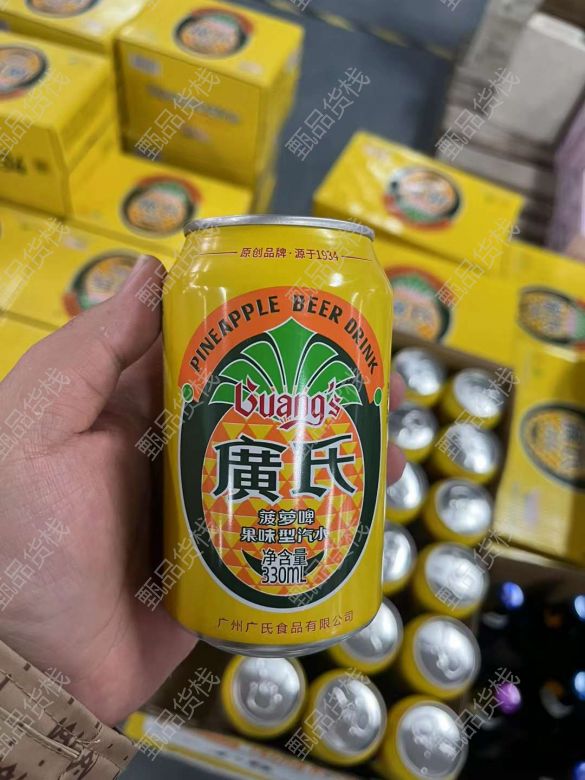 原创品牌·源于1934
PINEAPPLE BEER DRINK
Guang's
廣氏
菠萝啤
果味型汽水
净含量
330mL
广州广氏食品有限公司
甄品货栈